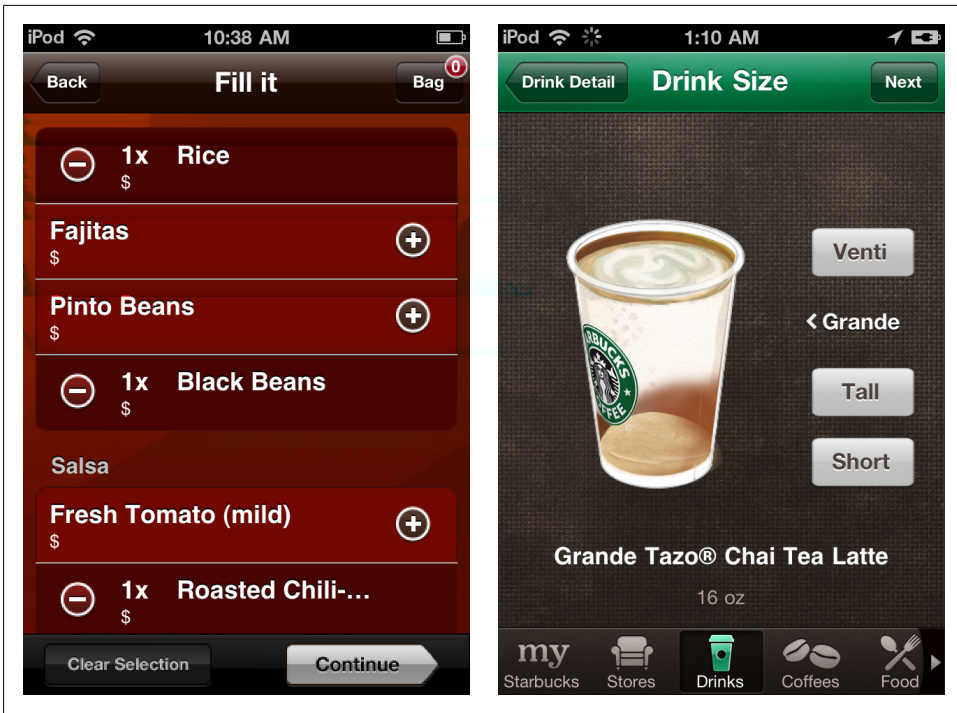 iPod 10:38 AM
Back Fill it Bag 0
1x Rice
$
Fajitas
$
Pinto Beans
$
1x Black Beans
$
Salsa
Fresh Tomato (mild)
$
1x Roasted Chili-...
$
Clear Selection Continue
iPod 1:10 AM
Drink Detail Drink Size Next
Venti
Grande
Tall
Short
STARBUCKS
COFFEE
Grande Tazo® Chai Tea Latte
16 oz
my
Starbucks Stores Drinks Coffees Food